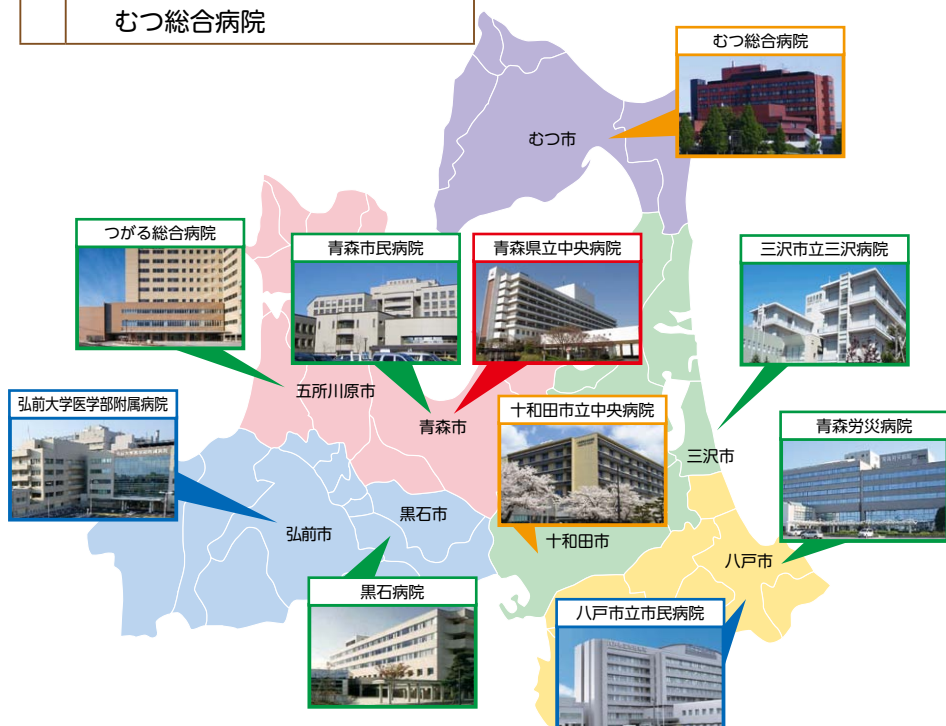 むつ総合病院
むつ総合病院
むつ市
つがる総合病院
青森市民病院
青森県立中央病院
三沢市立三沢病院
五所川原市
弘前大学医学部附属病院
十和田市立中央病院
青森市
青森労災病院
三沢市
黒石市
弘前市
十和田市
八戸市
黒石病院
八戸市立市民病院